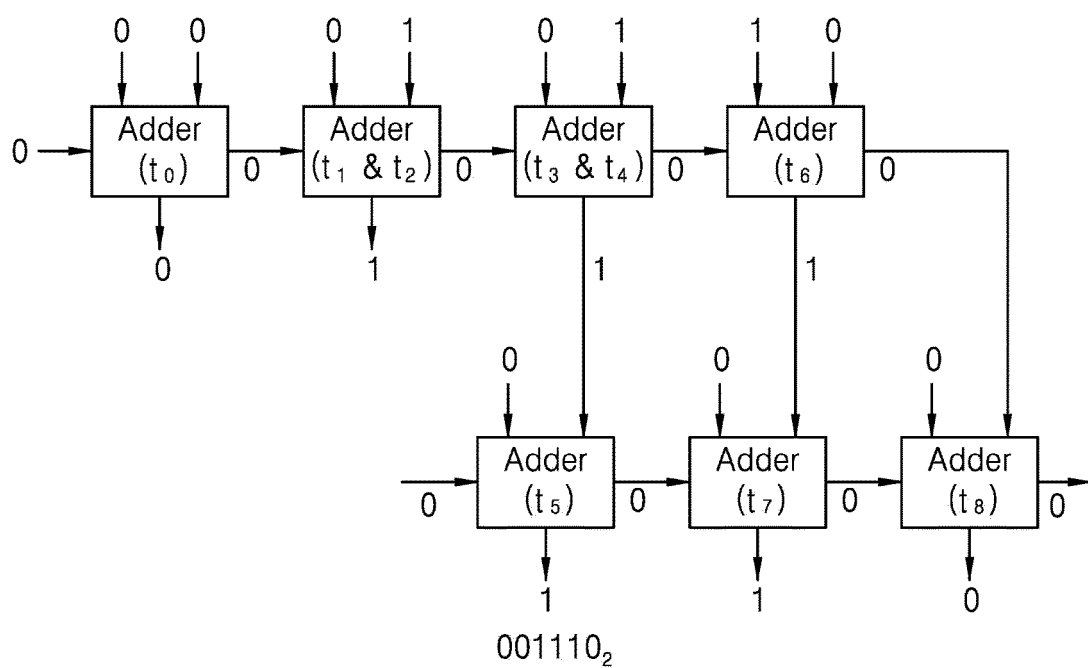 0 0 0 1 0 1 1 0
Adder Adder Adder Adder
0 (t₀) 0 (t₁ & t₂) 0 (t₃ & t₄) 0 (t₆) 0
0 1 1 1
0 0 0
Adder Adder Adder
0 (t₅) 0 (t₇) 0 (t₈) 0
1 1 0
001110₂